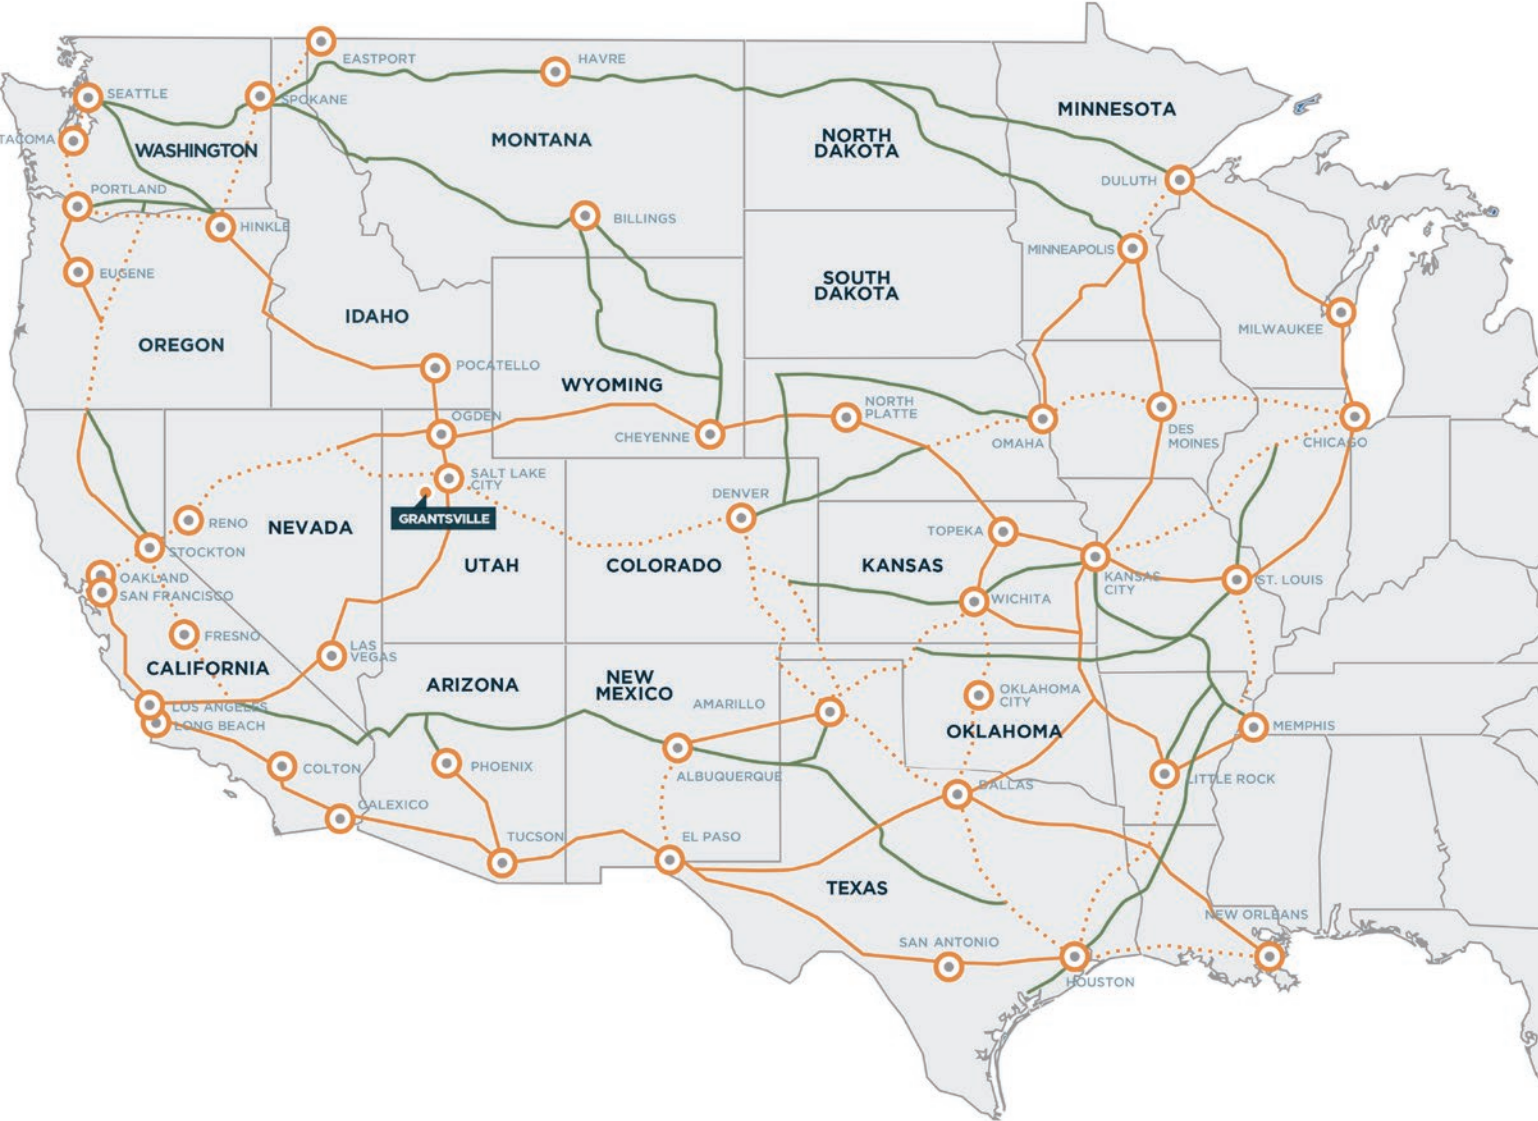 EASTPORT
HAVRE
SEATTLE
SPOKANE
MINNESOTA
TACOMA
WASHINGTON
MONTANA
NORTH
DAKOTA
DULUTH
PORTLAND
HINKLE
BILLINGS
MINNEAPOLIS
EUGENE
SOUTH
DAKOTA
IDAHO
OREGON
MILWAUKEE
POCATELLO
WYOMING
NORTH
PLATTE
OGDEN
CHEYENNE
OMAHA
DES
MOINES
CHICAGO
SALT LAKE
CITY
DENVER
GRANTSVILLE
RENO
NEVADA
TOPEKA
STOCKTON
UTAH
COLORADO
KANSAS
KANSAS
CITY
ST. LOUIS
OAKLAND
SAN FRANCISCO
WICHITA
FRESNO
LAS
VEGAS
CALIFORNIA
ARIZONA
NEW
MEXICO
AMARILLO
OKLAHOMA
CITY
LOS ANGELES
LONG BEACH
OKLAHOMA
MEMPHIS
COLTON
PHOENIX
ALBUQUERQUE
DALLAS
LITTLE ROCK
CALEXICO
TUCSON
EL PASO
TEXAS
NEW ORLEANS
SAN ANTONIO
HOUSTON